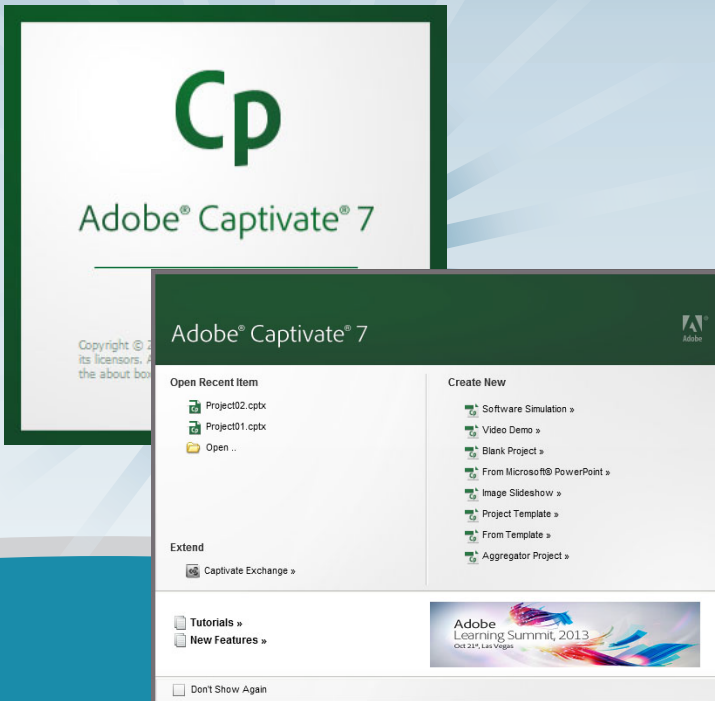 Cp
Adobe® Captivate® 7
Copyright ©
its licensors.
the about box
Adobe® Captivate® 7
Adobe
Open Recent Item
Project02.cptx
Project01.cptx
Open ..
Extend
Captivate Exchange »
Create New
Software Simulation »
Video Demo »
Blank Project »
From Microsoft® PowerPoint »
Image Slideshow »
Project Template »
From Template »
Aggregator Project »
Tutorials »
New Features »
Adobe
Learning Summit, 2013
Oct 21st, Las Vegas
Don't Show Again